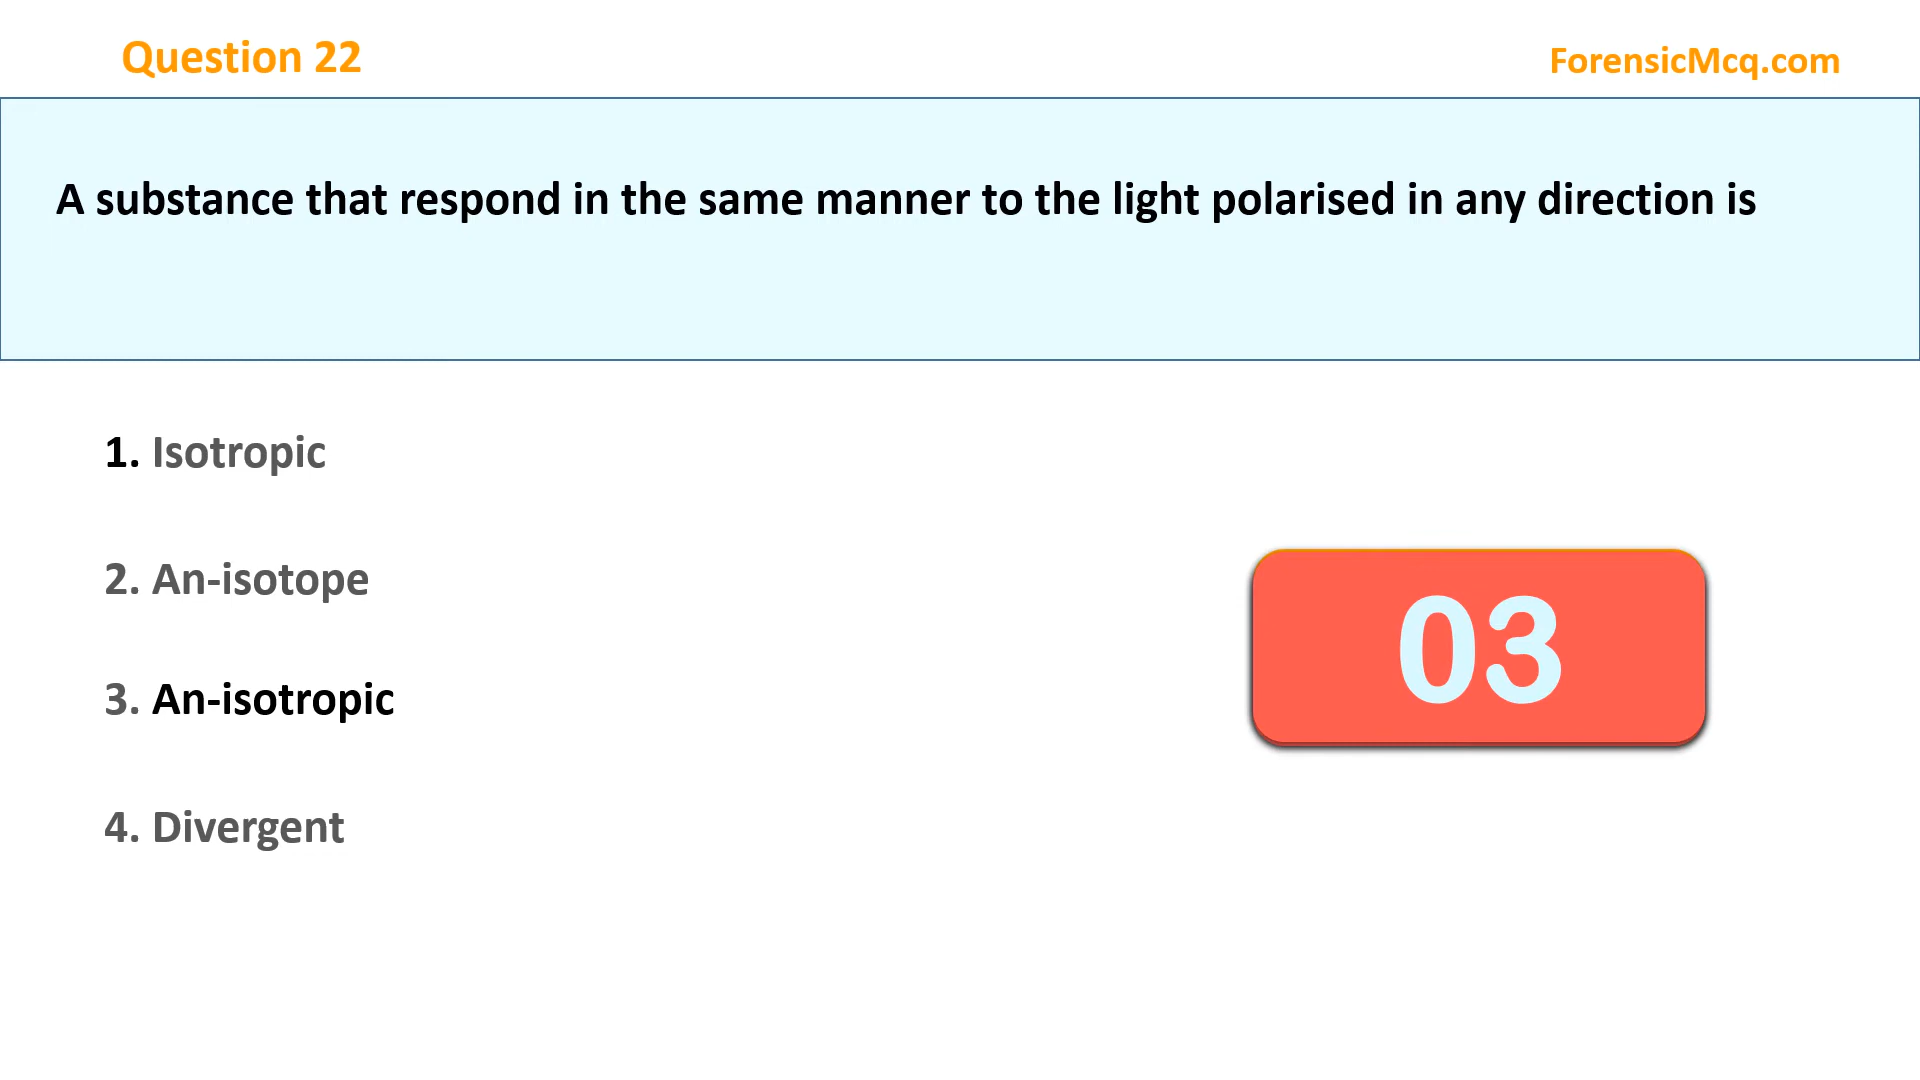 Question 22
ForensicMcq.com
A substance that respond in the same manner to the light polarised in any direction is
1. Isotropic
2. An-isotope
3. An-isotropic
4. Divergent
03